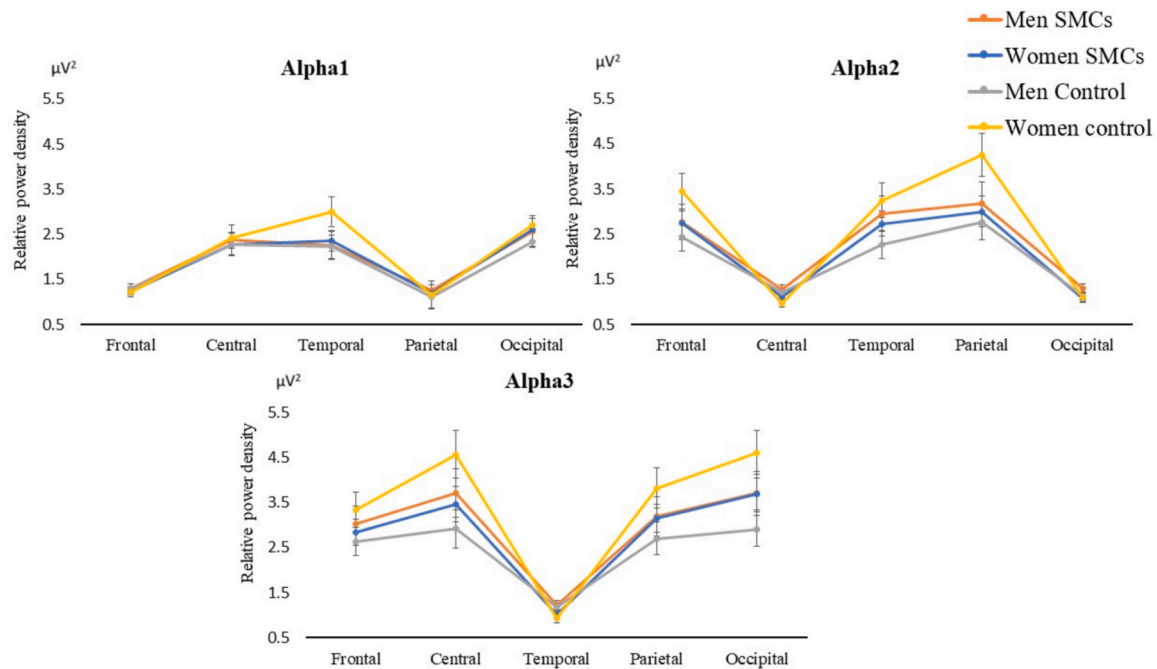 Men SMCs
Women SMCs
Men Control
Women control
μV²
Alpha1
Relative power density
5.5
4.5
3.5
2.5
1.5
0.5
Frontal Central Temporal Parietal Occipital
μV²
Alpha2
Relative power density
5.5
4.5
3.5
2.5
1.5
0.5
Frontal Central Temporal Parietal Occipital
μV²
Alpha3
Relative power density
5.5
4.5
3.5
2.5
1.5
0.5
Frontal Central Temporal Parietal Occipital